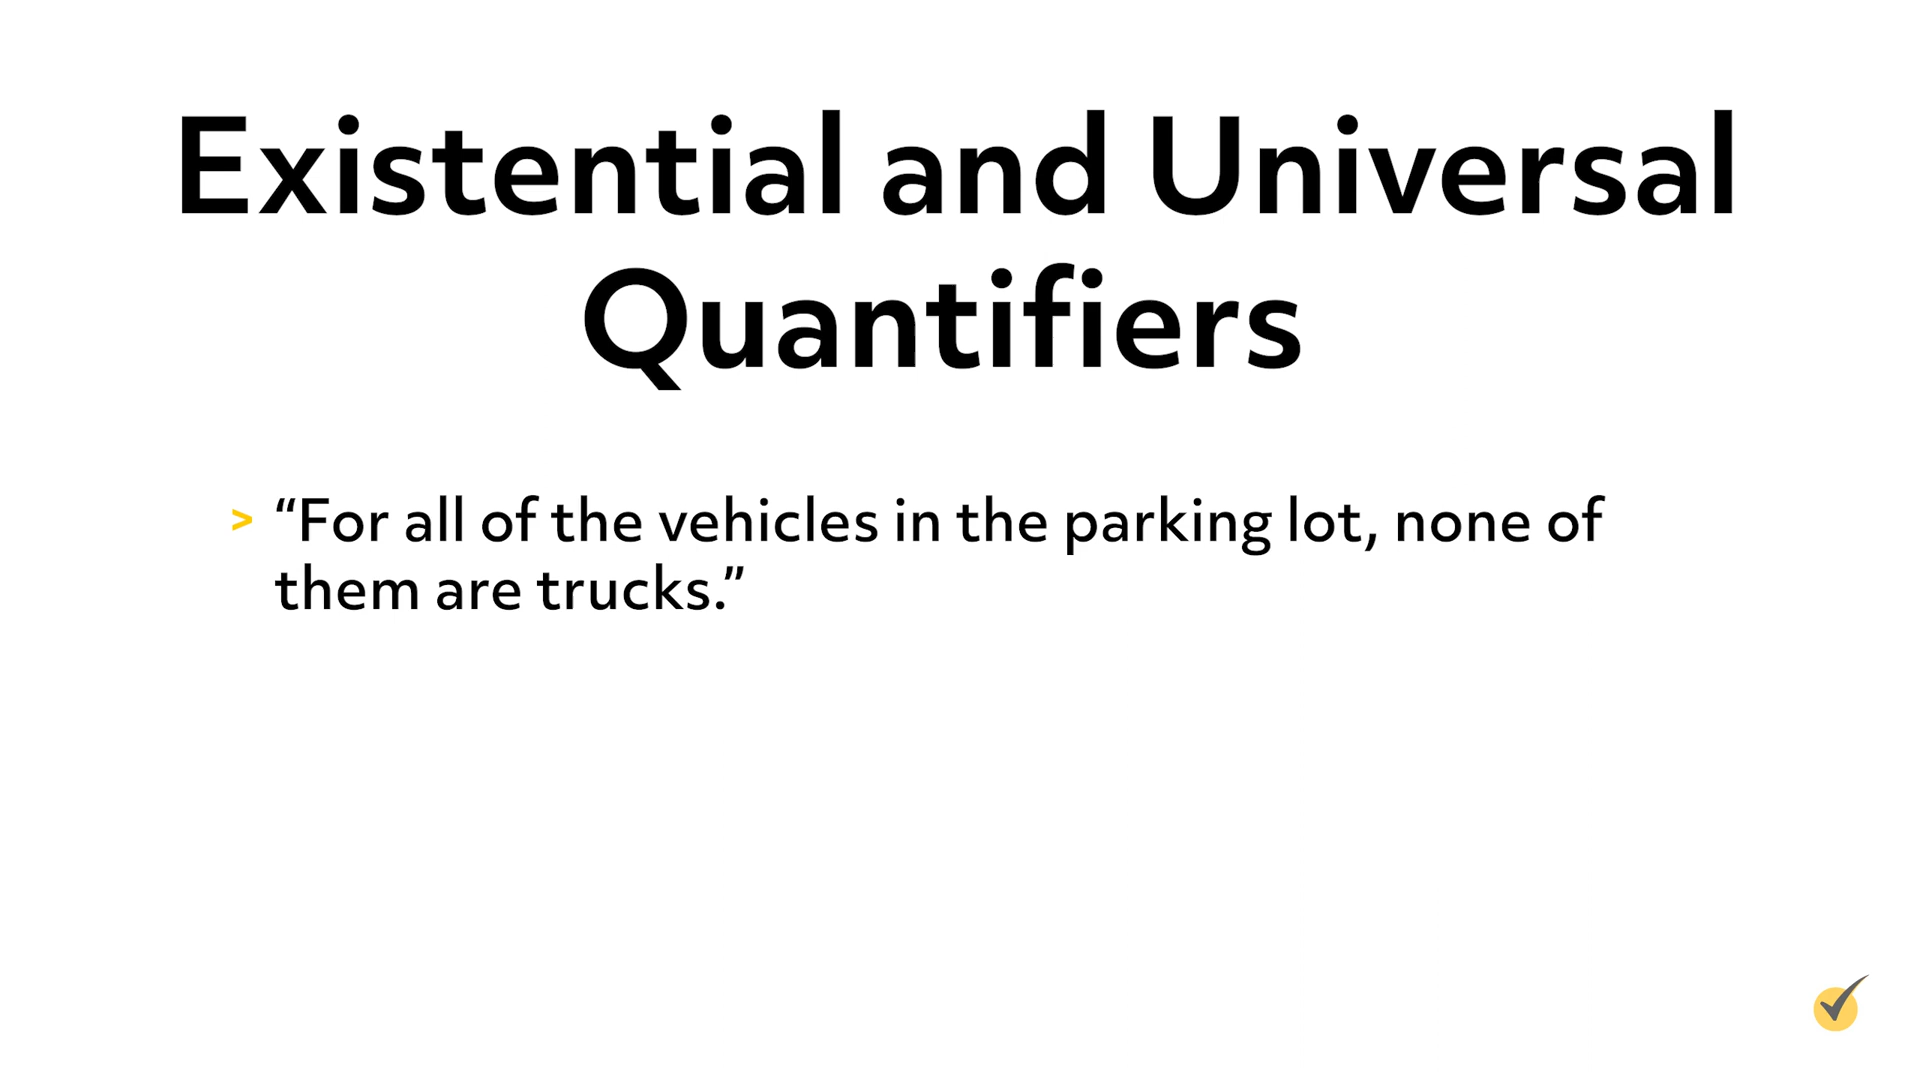 Existential and Universal
Quantifiers
> “For all of the vehicles in the parking lot, none of
them are trucks.”